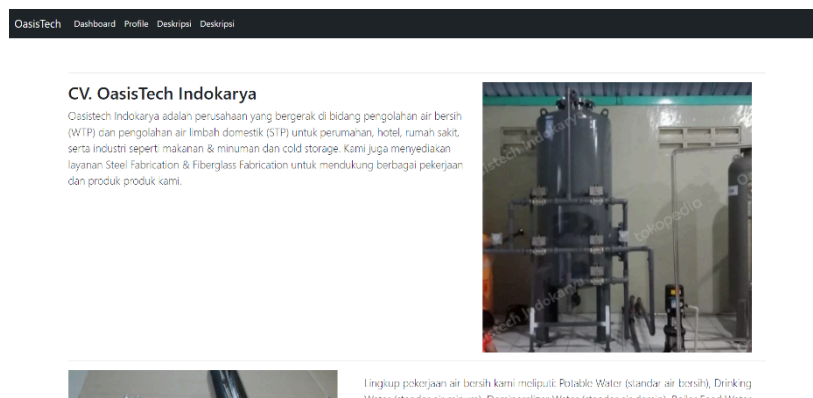 OasisTech Dashboard Profile Deskripsi Deskripsi
CV. OasisTech Indokarya
Oasistech Indokarya adalah perusahaan yang bergerak di bidang pengolahan air bersih
(WTP) dan pengolahan air limbah domestik (STP) untuk perumahan, hotel, rumah sakit,
serta industri seperti makanan & minuman dan cold storage. Kami juga menyediakan
layanan Steel Fabrication & Fiberglass Fabrication untuk mendukung berbagai pekerjaan
dan produk produk kami.
tokopedia
Lingkup pekerjaan air bersih kami meliputi: Potable Water (standar air bersih), Drinking